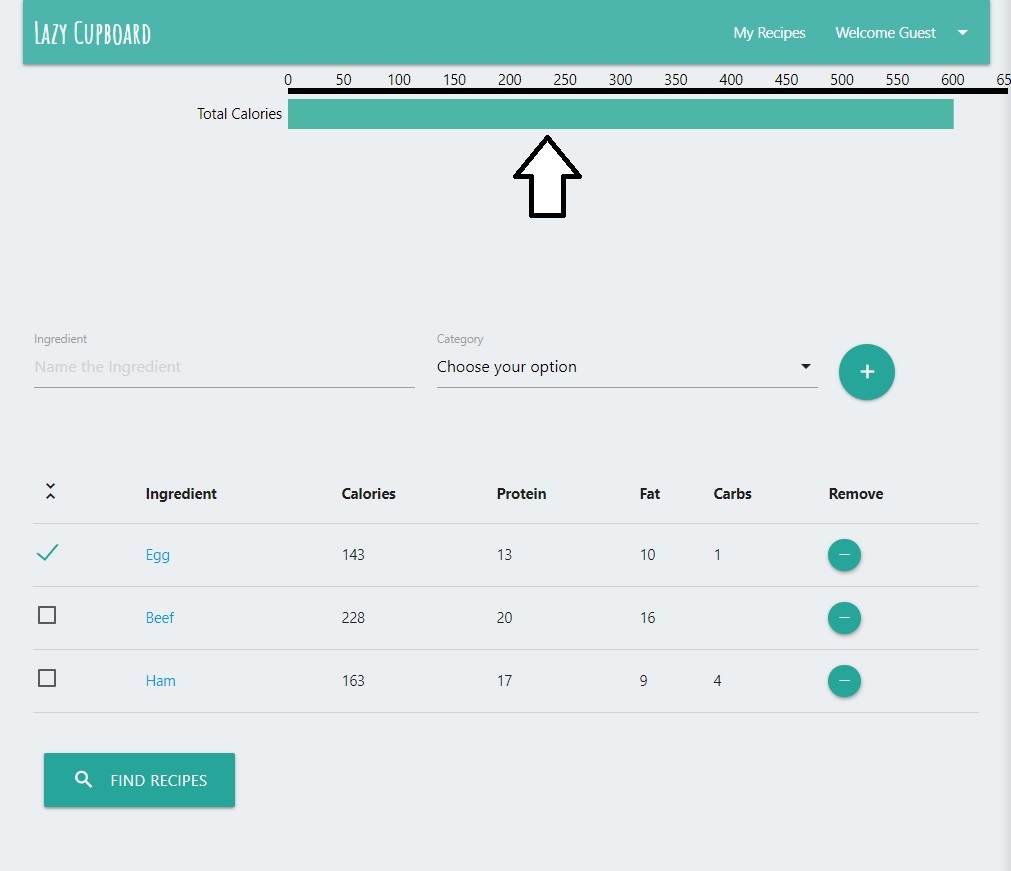 Lazy Cupboard My Recipes Welcome Guest
0 50 100 150 200 250 300 350 400 450 500 550 600 65
Total Calories
Ingredient Category
Name the Ingredient Choose your option
Ingredient Calories Protein Fat Carbs Remove
Egg 143 13 10 1
Beef 228 20 16
Ham 163 17 9 4
FIND RECIPES